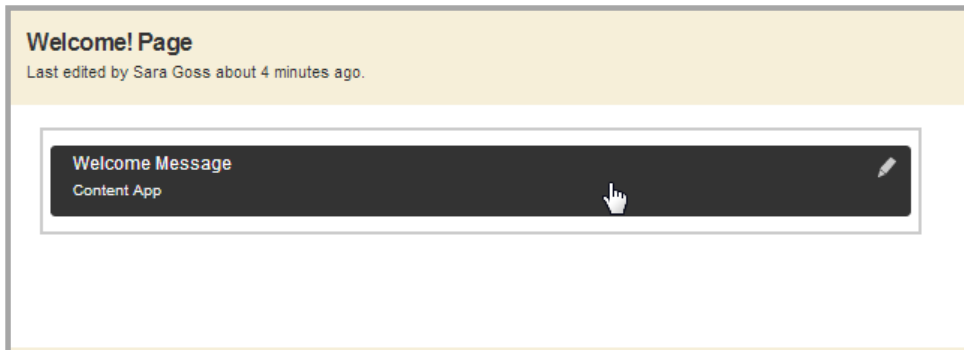 Welcome! Page
Last edited by Sara Goss about 4 minutes ago.
Welcome Message
Content App